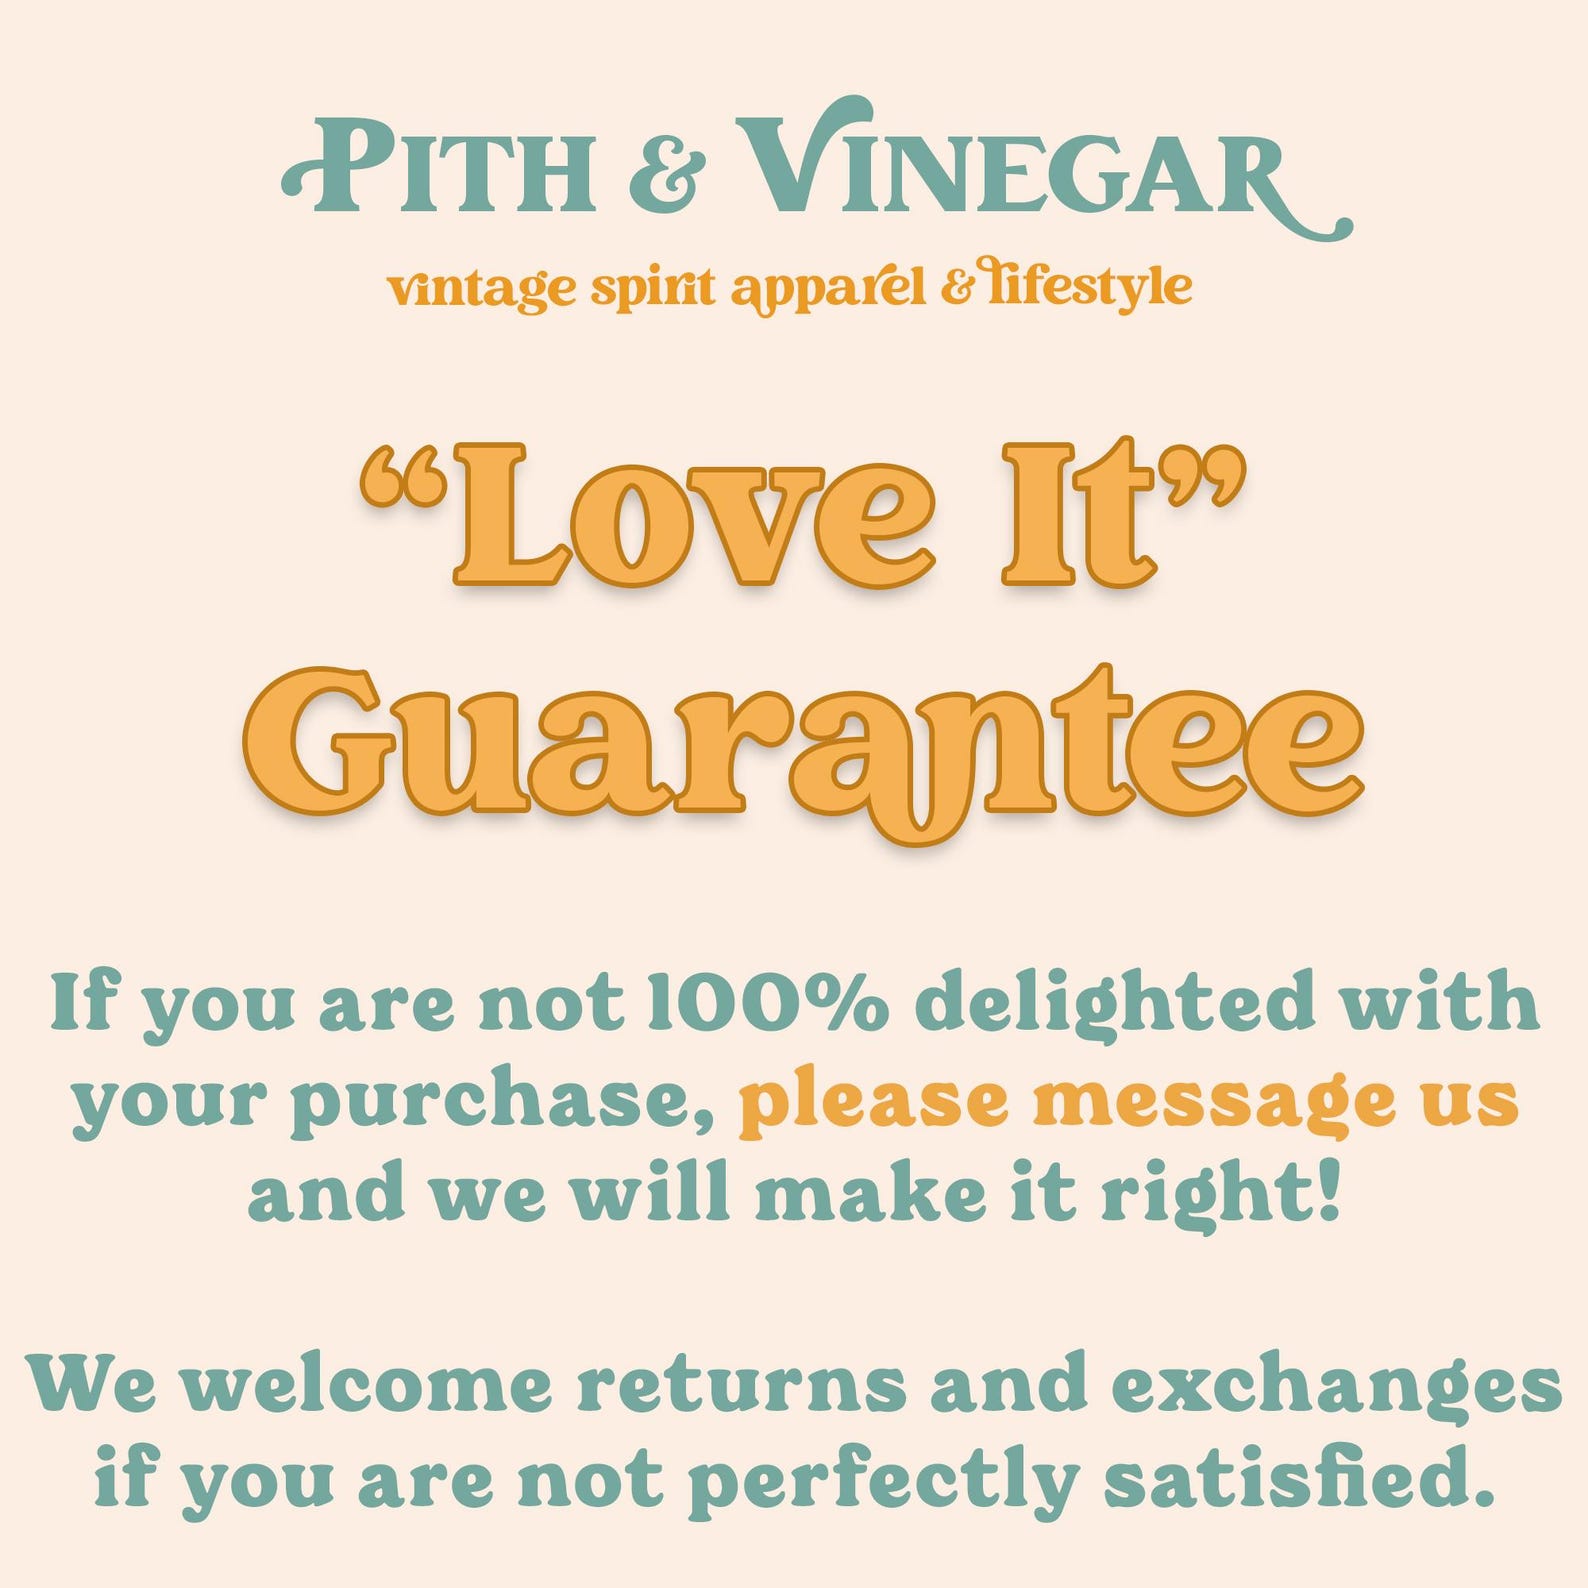 Pith & Vinegar
vintage spirit apparel & lifestyle
“Love It”
Guarantee
If you are not 100% delighted with
your purchase, please message us
and we will make it right!
We welcome returns and exchanges
if you are not perfectly satisfied.